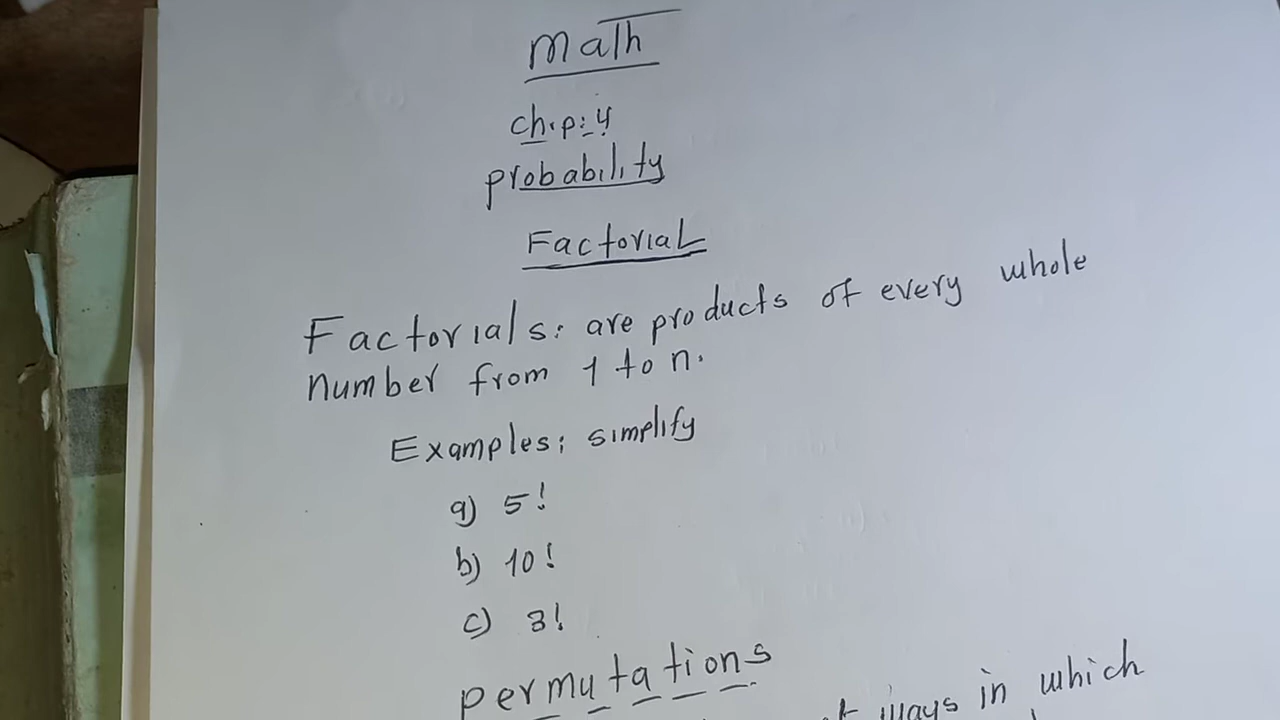 Math
ch.p:4
probability
Factorial
Factorials: are products of every whole
number from 1 to n.
Examples; simplify
a) 5!
b) 10!
c) 3!
permutations
ways in which